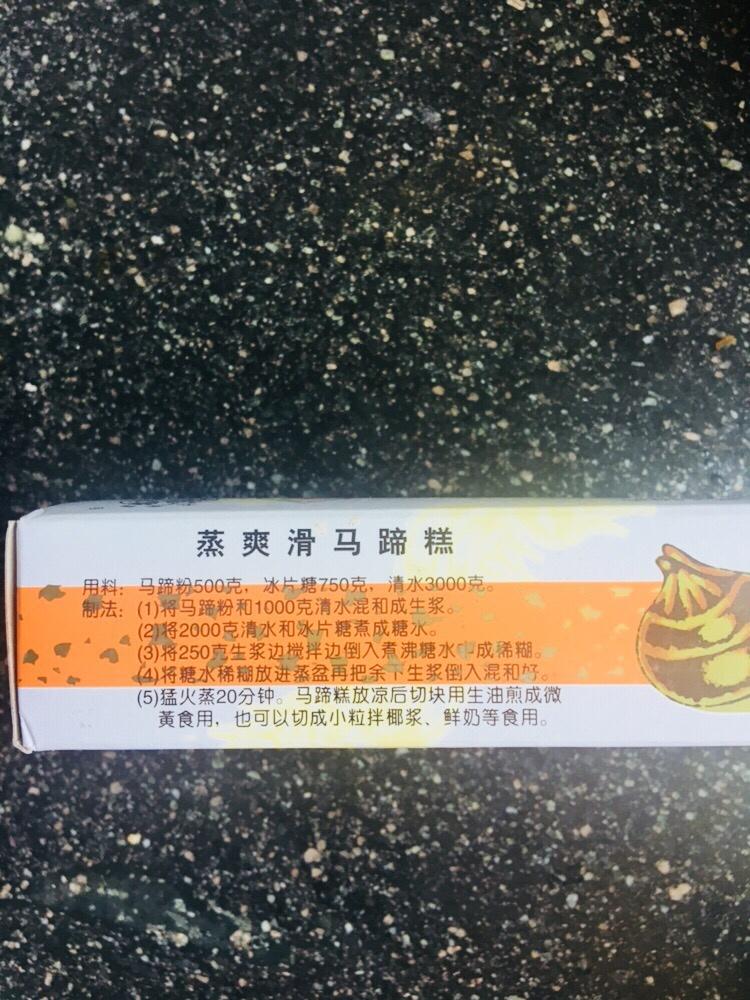 蒸爽滑马蹄糕
用料：马蹄粉500克，冰片糖750克，清水3000克。
制法：(1)将马蹄粉和1000克清水混和成生浆。
(2)将2000克清水和冰片糖煮成糖水。
(3)将250克生浆边搅拌边倒入煮沸糖水中成稀糊。
(4)将糖水稀糊放进蒸盆再把余下生浆倒入混和好。
(5)猛火蒸20分钟。马蹄糕放凉后切块用生油煎成微
黄食用，也可以切成小粒拌椰浆、鲜奶等食用。